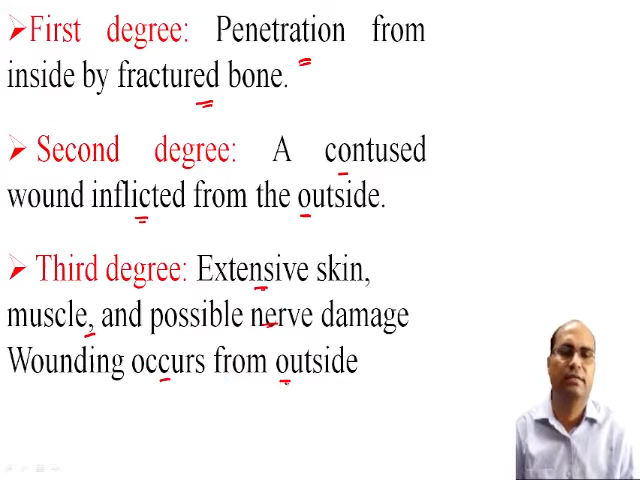 First degree: Penetration from
inside by fractured bone.
Second degree: A contused
wound inflicted from the outside.
Third degree: Extensive skin,
muscle, and possible nerve damage
Wounding occurs from outside